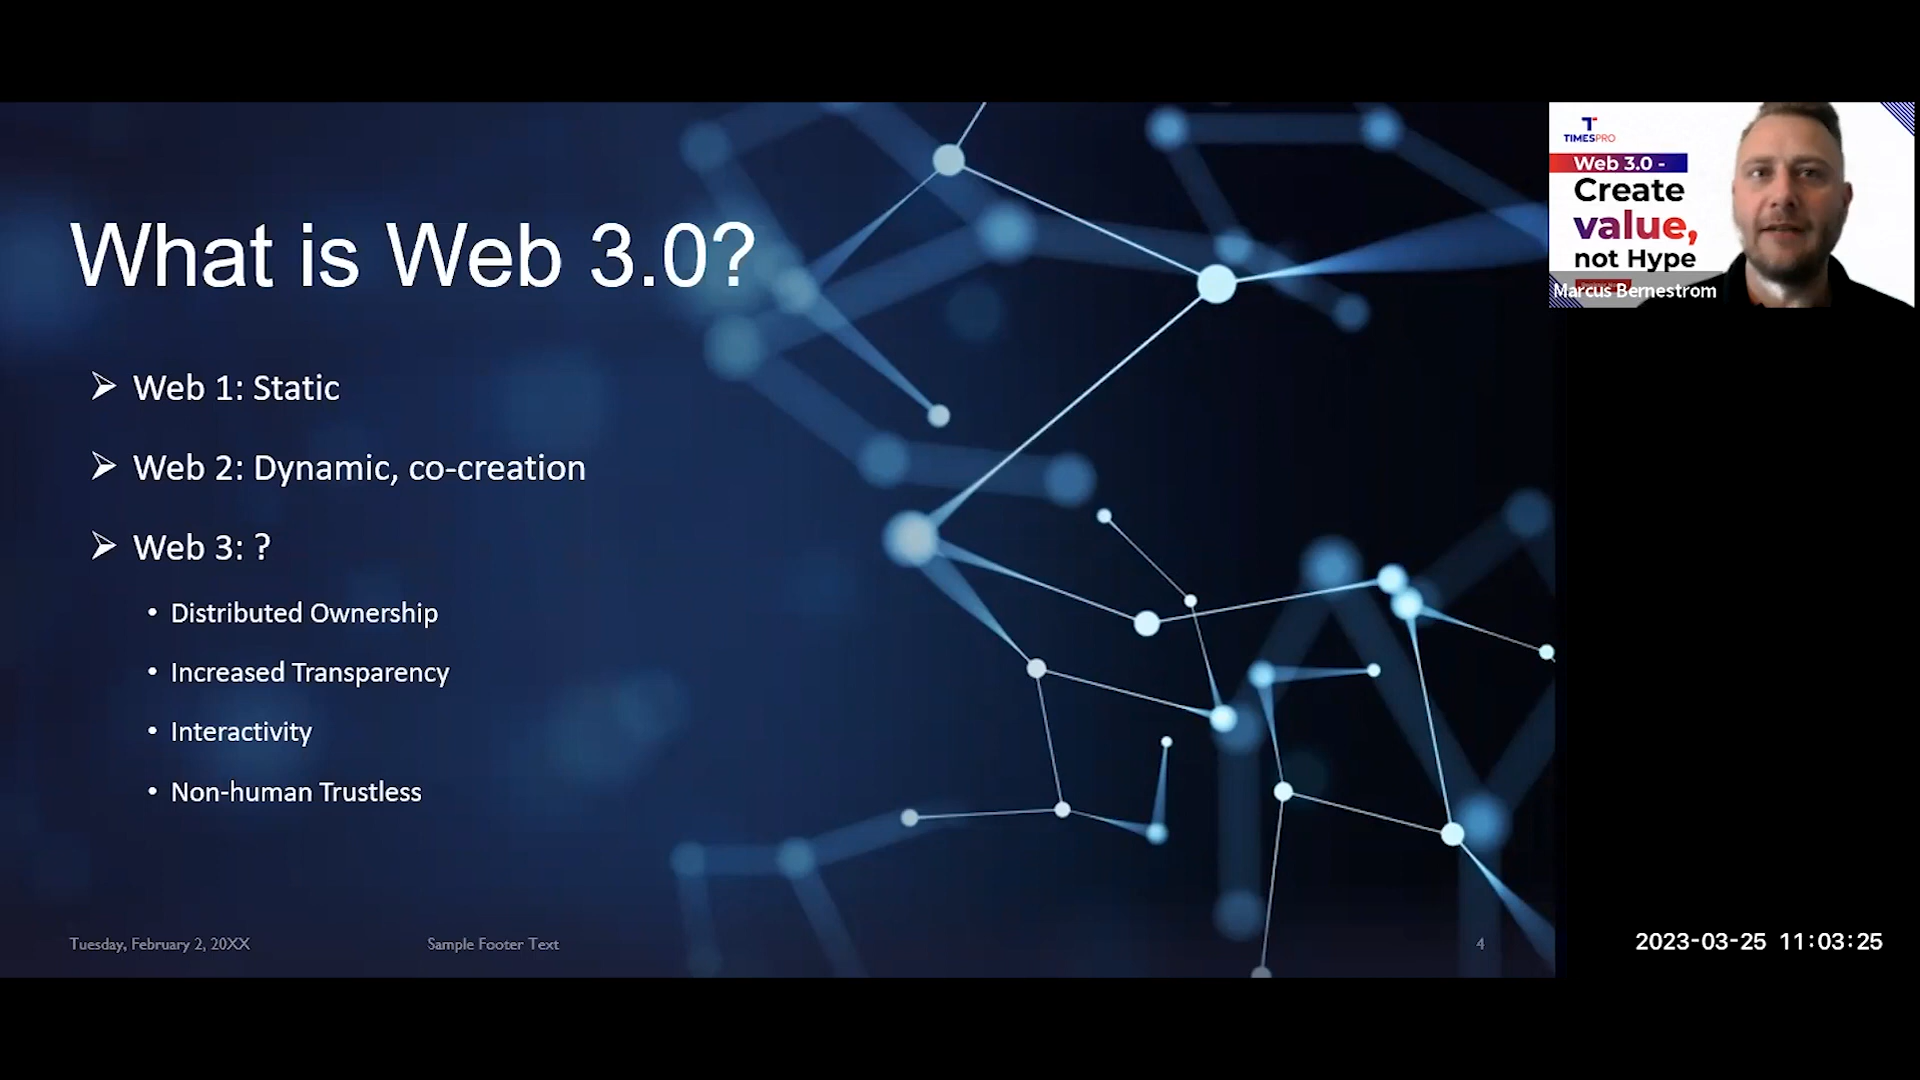 What is Web 3.0?
Web 1: Static
Web 2: Dynamic, co-creation
Web 3: ?
Distributed Ownership
Increased Transparency
Interactivity
Non-human Trustless
Tuesday, February 2, 20XX
Sample Footer Text
4
TIMESPRO
Web 3.0 -
Create
value,
not Hype
Marcus Bernestrom
2023-03-25 11:03:25